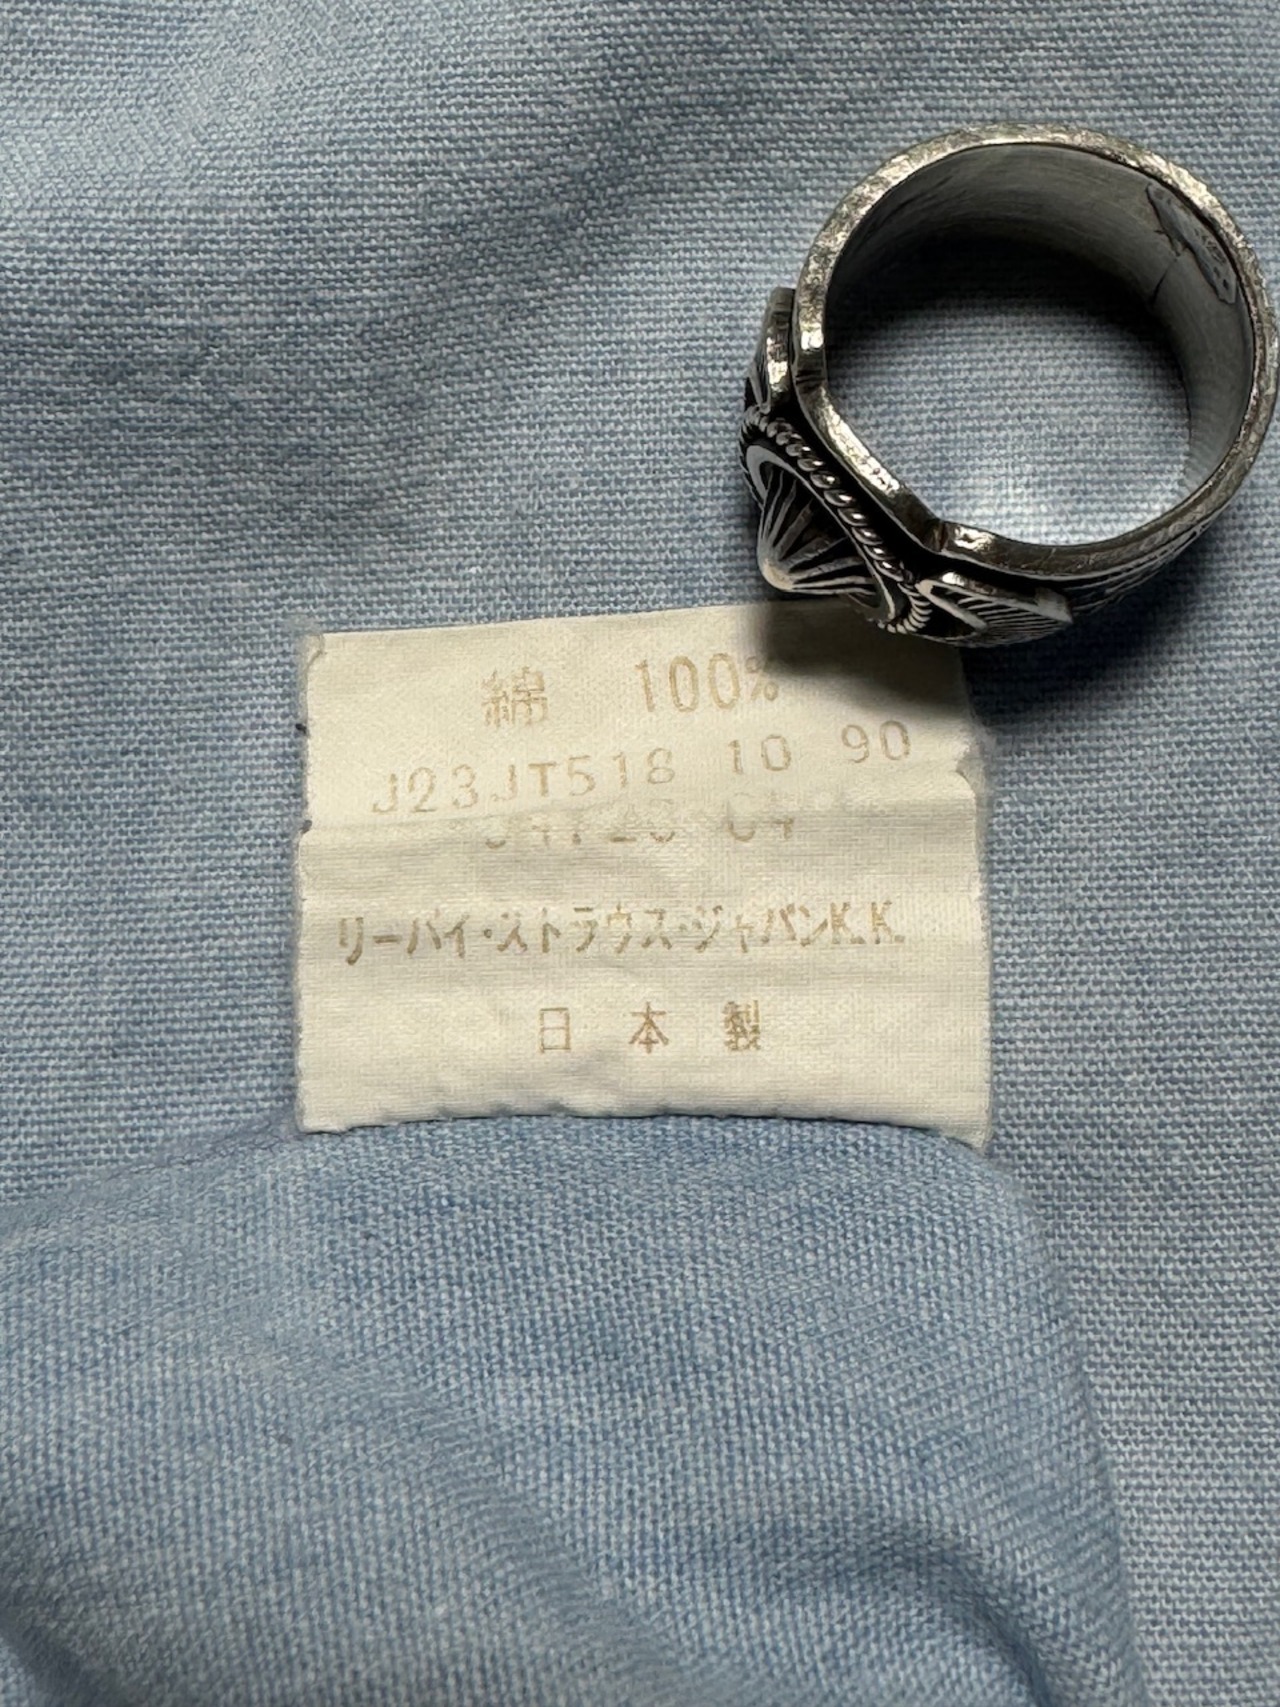 綿 100%
J23JT518 10 90
リーバイ・ストラウス・ジャパンK.K.
日本製